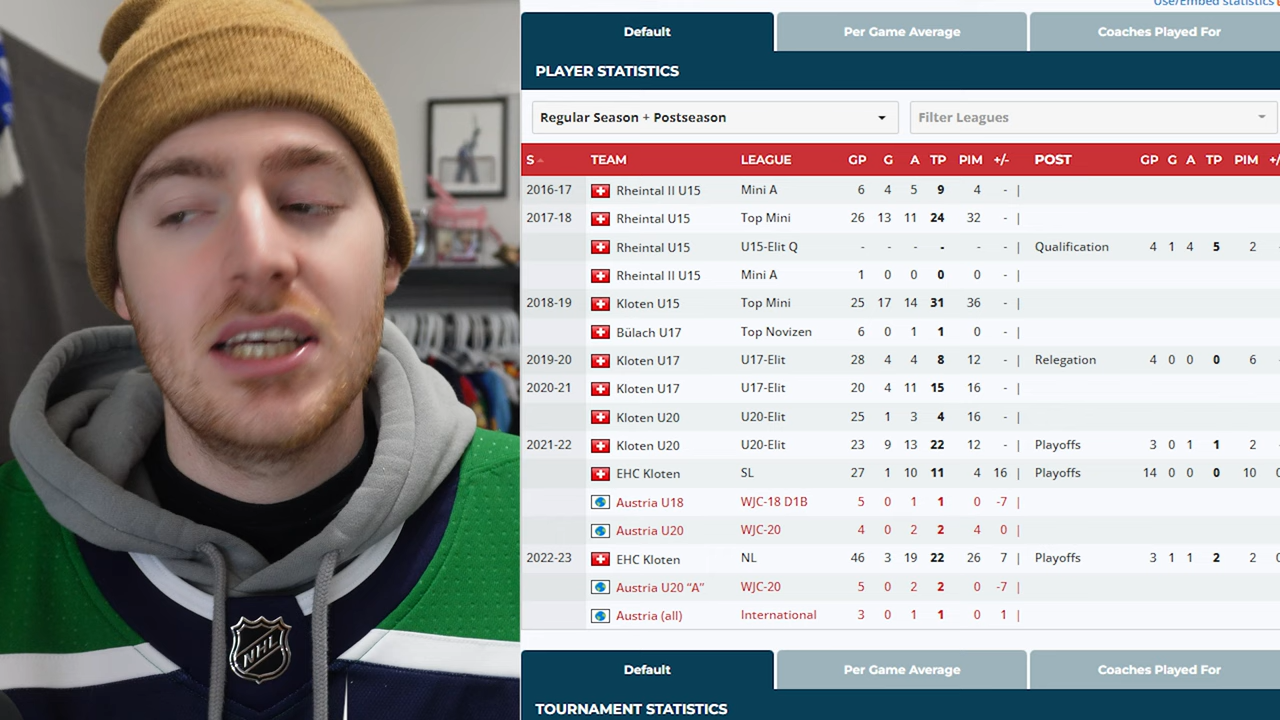 Use/Embed statistics
Default Per Game Average Coaches Played For
PLAYER STATISTICS
Regular Season + Postseason Filter Leagues
S TEAM LEAGUE GP G A TP PIM +/- POST GP G A TP PIM +/
2016-17 Rheintal II U15 Mini A 6 4 5 9 4 - |
2017-18 Rheintal U15 Top Mini 26 13 11 24 32 - |
Rheintal U15 U15-Elit Q - - - - - - | Qualification 4 1 4 5 2
Rheintal II U15 Mini A 1 0 0 0 0 - |
2018-19 Kloten U15 Top Mini 25 17 14 31 36 - |
Bülach U17 Top Novizen 6 0 1 1 0 - |
2019-20 Kloten U17 U17-Elit 28 4 4 8 12 - | Relegation 4 0 0 0 6
2020-21 Kloten U17 U17-Elit 20 4 11 15 16 - |
Kloten U20 U20-Elit 25 1 3 4 16 - |
2021-22 Kloten U20 U20-Elit 23 9 13 22 12 - | Playoffs 3 0 1 1 2
EHC Kloten SL 27 1 10 11 4 16 | Playoffs 14 0 0 0 10 0
Austria U18 WJC-18 D1B 5 0 1 1 0 -7 |
Austria U20 WJC-20 4 0 2 2 4 0 |
2022-23 EHC Kloten NL 46 3 19 22 26 7 | Playoffs 3 1 1 2 2 0
Austria U20 “A” WJC-20 5 0 2 2 0 -7 |
Austria (all) International 3 0 1 1 0 1 |
Default Per Game Average Coaches Played For
TOURNAMENT STATISTICS
NHL